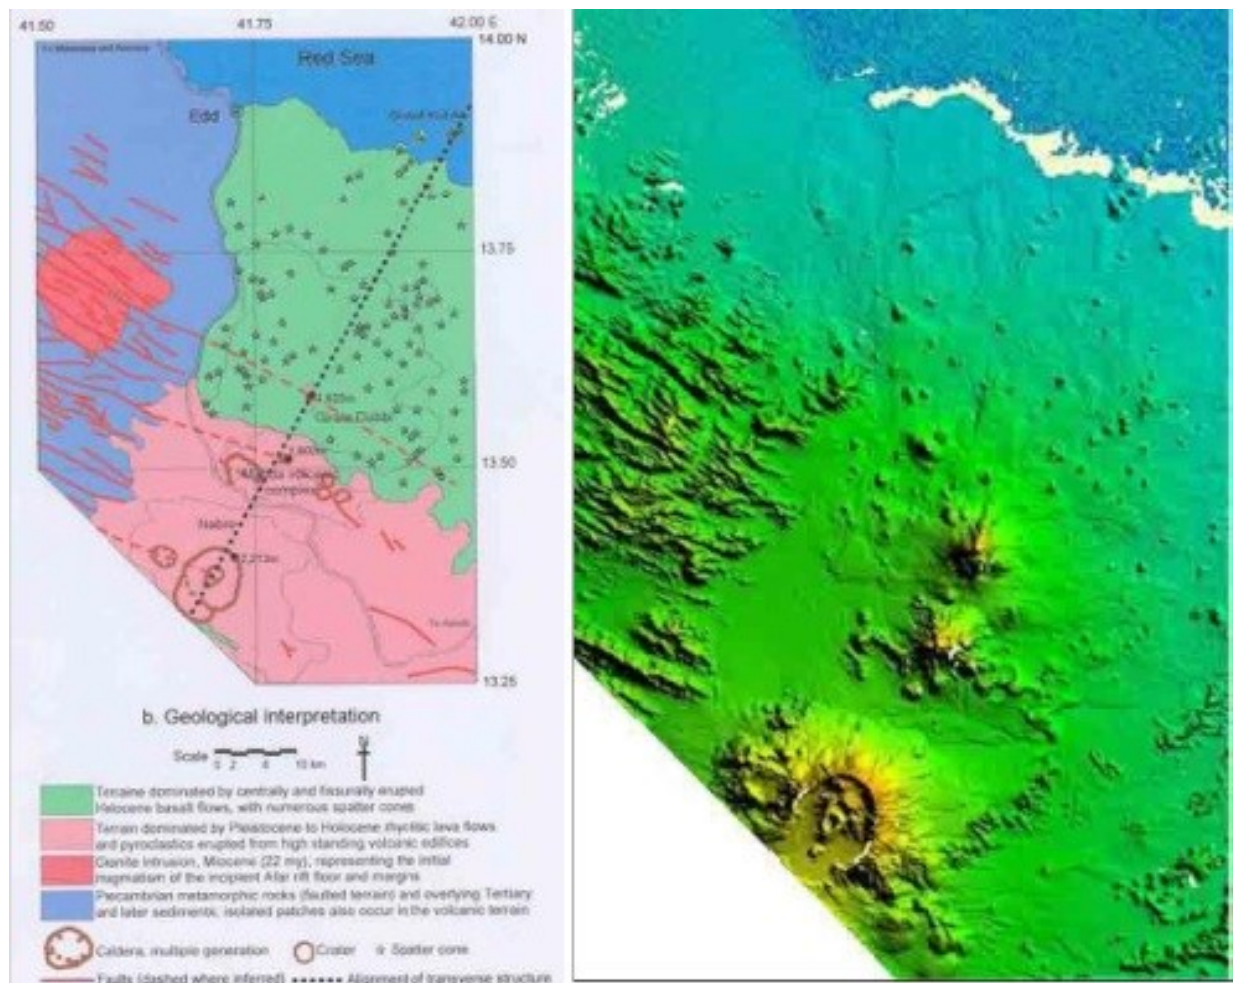 41.50
41.75
42.00 E
14.00 N
Red Sea
Edd
13.75
13.50
Nabro
2,213m
13.25
b. Geological interpretation
N
Scale 0 2 10 km
Terraine dominated by centrally and fissurally erupted
Holocene basalt flows, with numerous spatter cones
Terrain dominated by Pleistocene to Holocene rhyolitic lava flows
and pyroclastics erupted from high standing volcanic edifices
Granite Intrusion, Miocene (22 my), representing the initial
magmatism of the incipient Afar rift floor and margins
Precambrian metamorphic rocks (faulted terrain) and overlying Tertiary
and later sediments; isolated patches also occur in the volcanic terrain
Caldera, multiple generation
Crater
Spatter cone
Faults (dashed where inferred)
Alignment of transverse structure